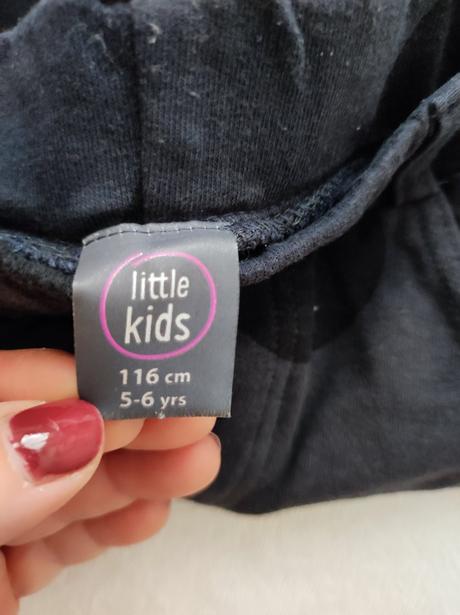 little
kids
116 cm
5-6 yrs